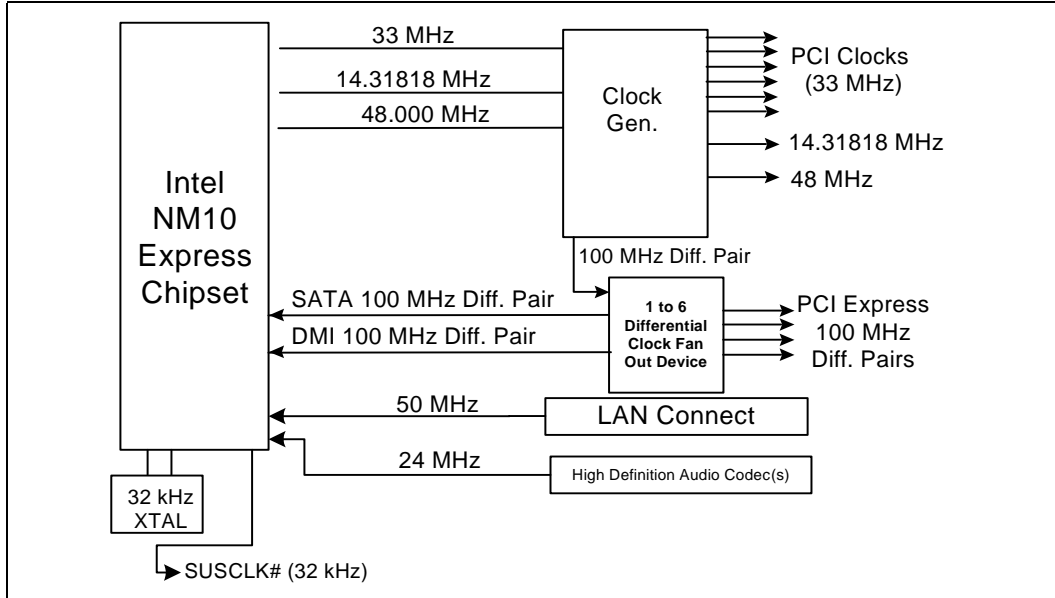 33 MHz
14.31818 MHz
48.000 MHz
Intel
NM10
Express
Chipset
Clock
Gen.
PCI Clocks
(33 MHz)
14.31818 MHz
48 MHz
100 MHz Diff. Pair
SATA 100 MHz Diff. Pair
DMI 100 MHz Diff. Pair
1 to 6
Differential
Clock Fan
Out Device
PCI Express
100 MHz
Diff. Pairs
50 MHz
LAN Connect
24 MHz
High Definition Audio Codec(s)
32 kHz
XTAL
SUSCLK# (32 kHz)